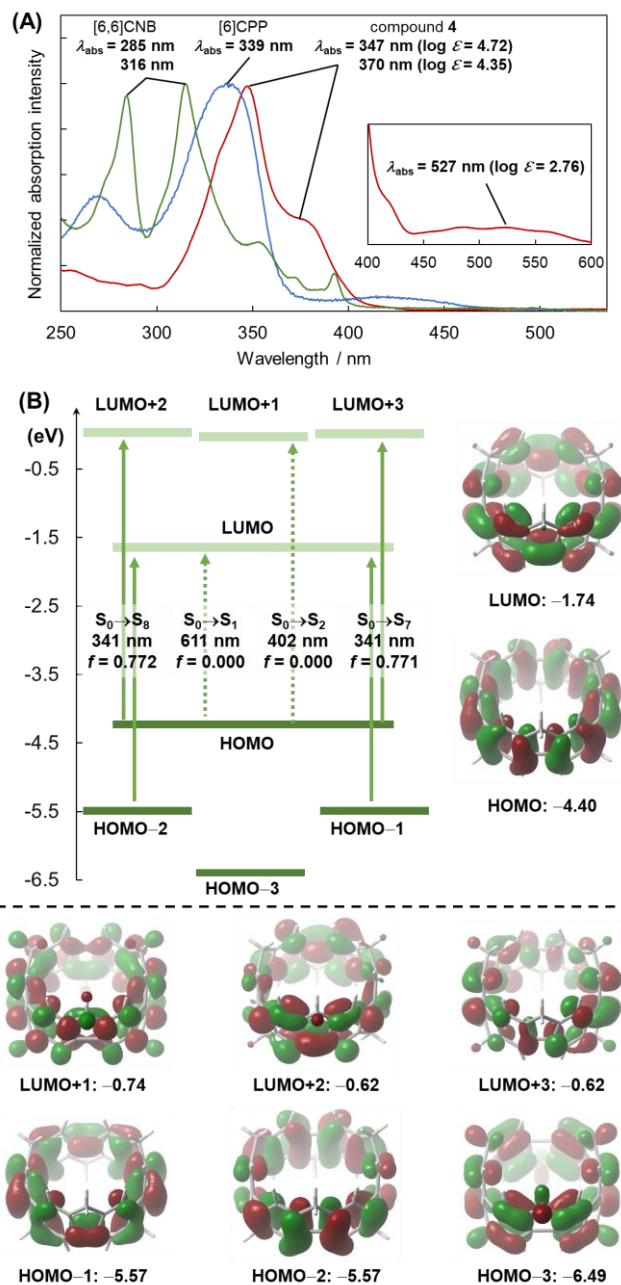 (A)
[6,6]CNB
λabs = 285 nm
316 nm
[6]CPP
λabs = 339 nm
compound 4
λabs = 347 nm (log ℰ = 4.72)
370 nm (log ℰ = 4.35)
λabs = 527 nm (log ℰ = 2.76)
400 450 500 550 600
Normalized absorption intensity
250 300 350 400 450 500
Wavelength / nm
(B)
(eV)
LUMO+2 LUMO+1 LUMO+3
-0.5
-1.5
-2.5
-3.5
-4.5
-5.5
-6.5
LUMO
S0→S8
341 nm
f = 0.772
S0→S1
611 nm
f = 0.000
S0→S2
402 nm
f = 0.000
S0→S7
341 nm
f = 0.771
HOMO
HOMO–2
HOMO–1
HOMO–3
LUMO: –1.74
HOMO: –4.40
LUMO+1: –0.74
LUMO+2: –0.62
LUMO+3: –0.62
HOMO–1: –5.57
HOMO–2: –5.57
HOMO–3: –6.49